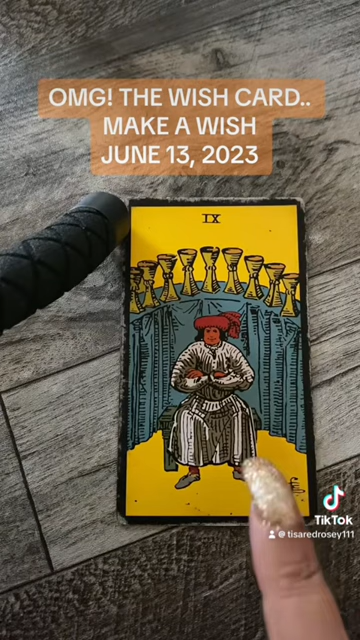 OMG! THE WISH CARD..
MAKE A WISH
JUNE 13, 2023
IX
TikTok
@tisaredrosey111